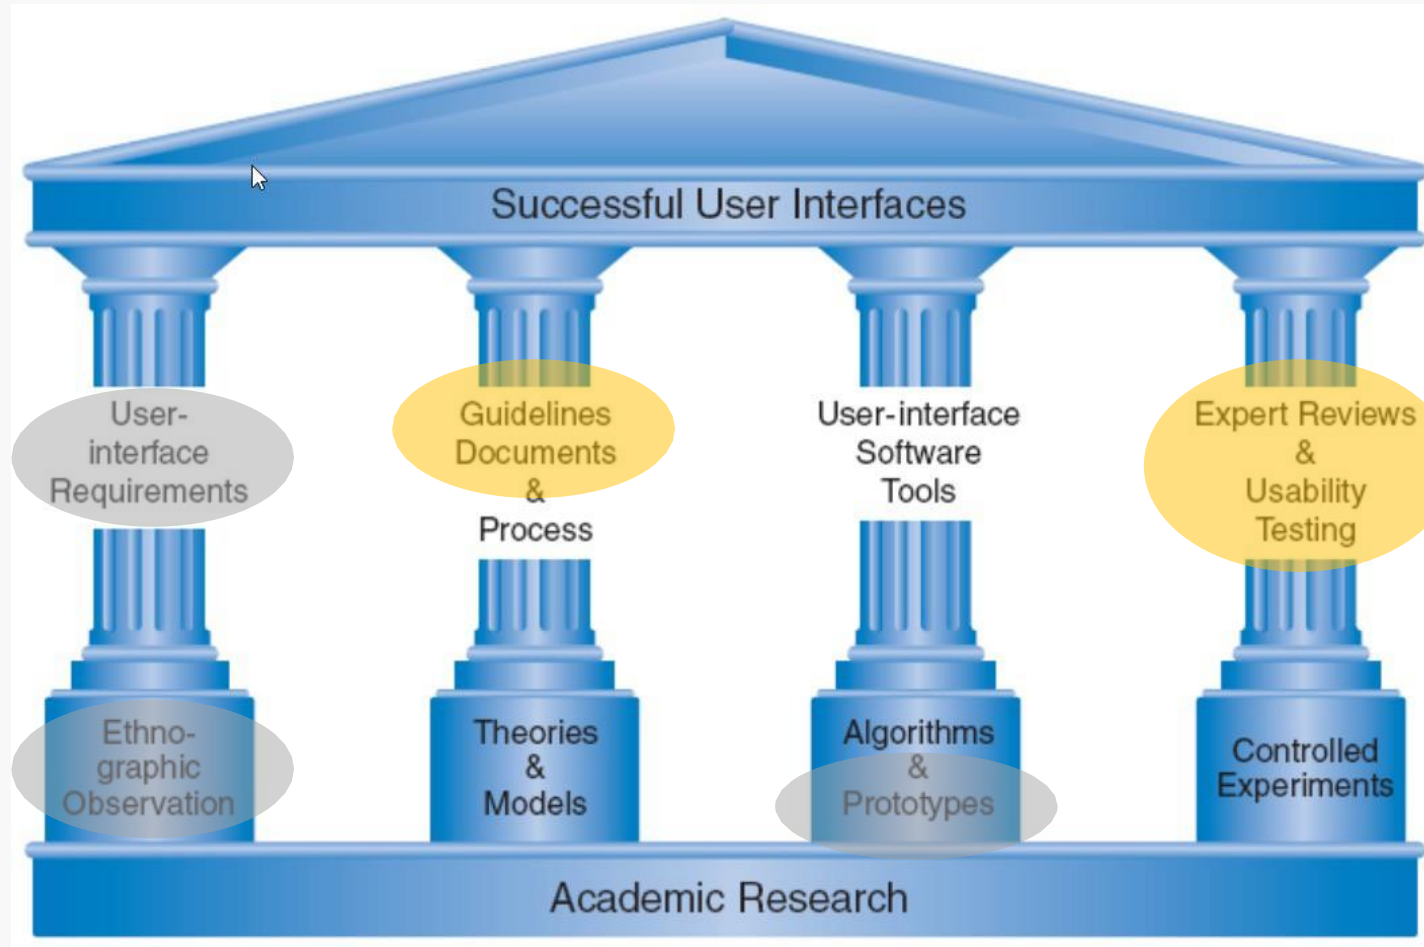 Successful User Interfaces
User-
interface
Requirements
Guidelines
Documents
&
Process
User-interface
Software
Tools
Expert Reviews
&
Usability
Testing
Ethno-
graphic
Observation
Theories
&
Models
Algorithms
&
Prototypes
Controlled
Experiments
Academic Research